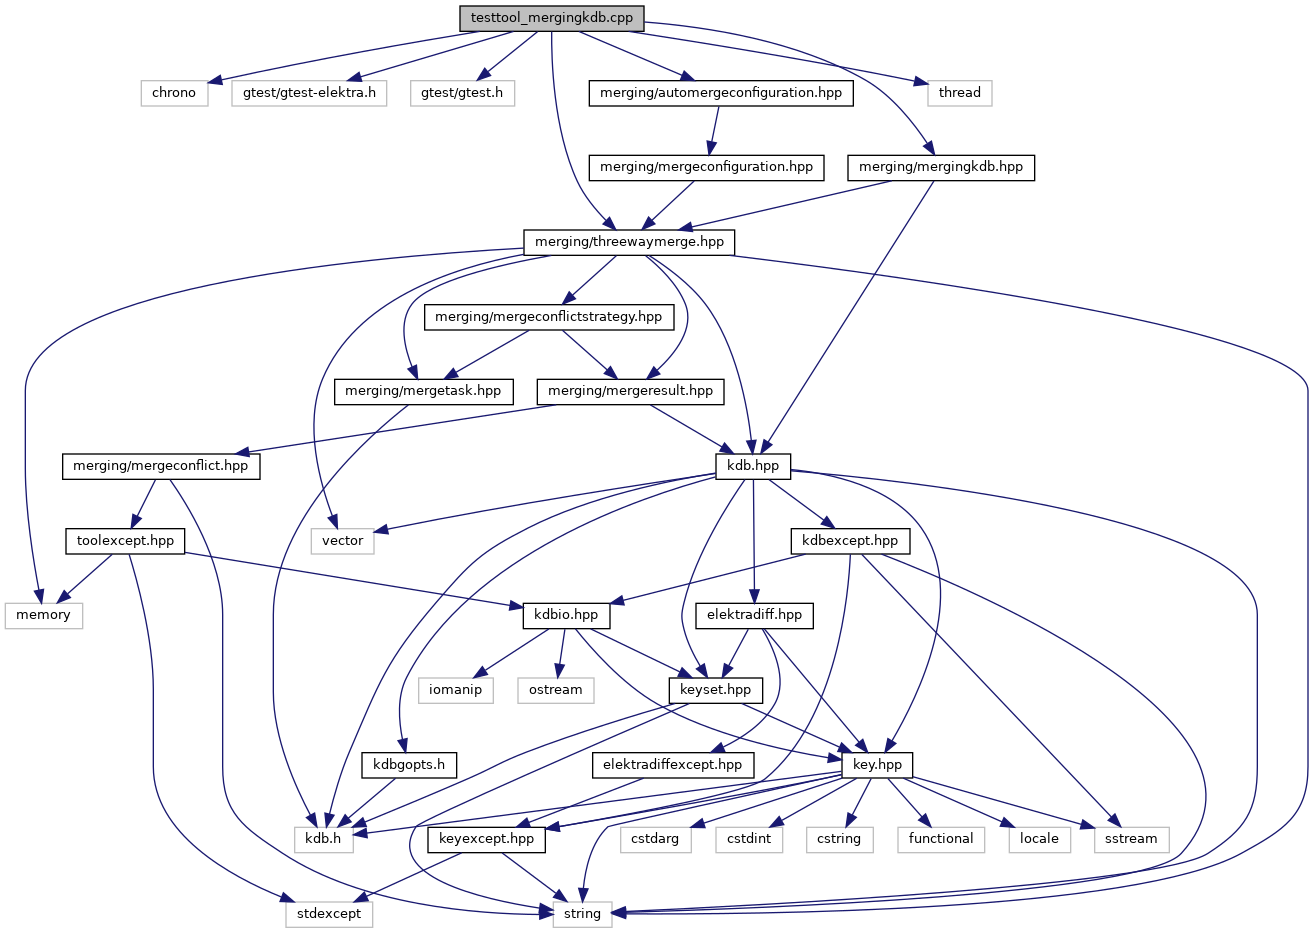 testtool_mergingkdb.cpp
chrono
gtest/gtest-elektra.h
gtest/gtest.h
merging/automergeconfiguration.hpp
thread
merging/mergeconfiguration.hpp
merging/mergingkdb.hpp
merging/threewaymerge.hpp
merging/mergeconflictstrategy.hpp
merging/mergetask.hpp
merging/mergeresult.hpp
merging/mergeconflict.hpp
kdb.hpp
toolexcept.hpp
vector
kdbexcept.hpp
memory
kdbio.hpp
elektradiff.hpp
iomanip
ostream
keyset.hpp
kdbgopts.h
elektradiffexcept.hpp
key.hpp
kdb.h
keyexcept.hpp
cstdarg
cstdint
cstring
functional
locale
sstream
stdexcept
string